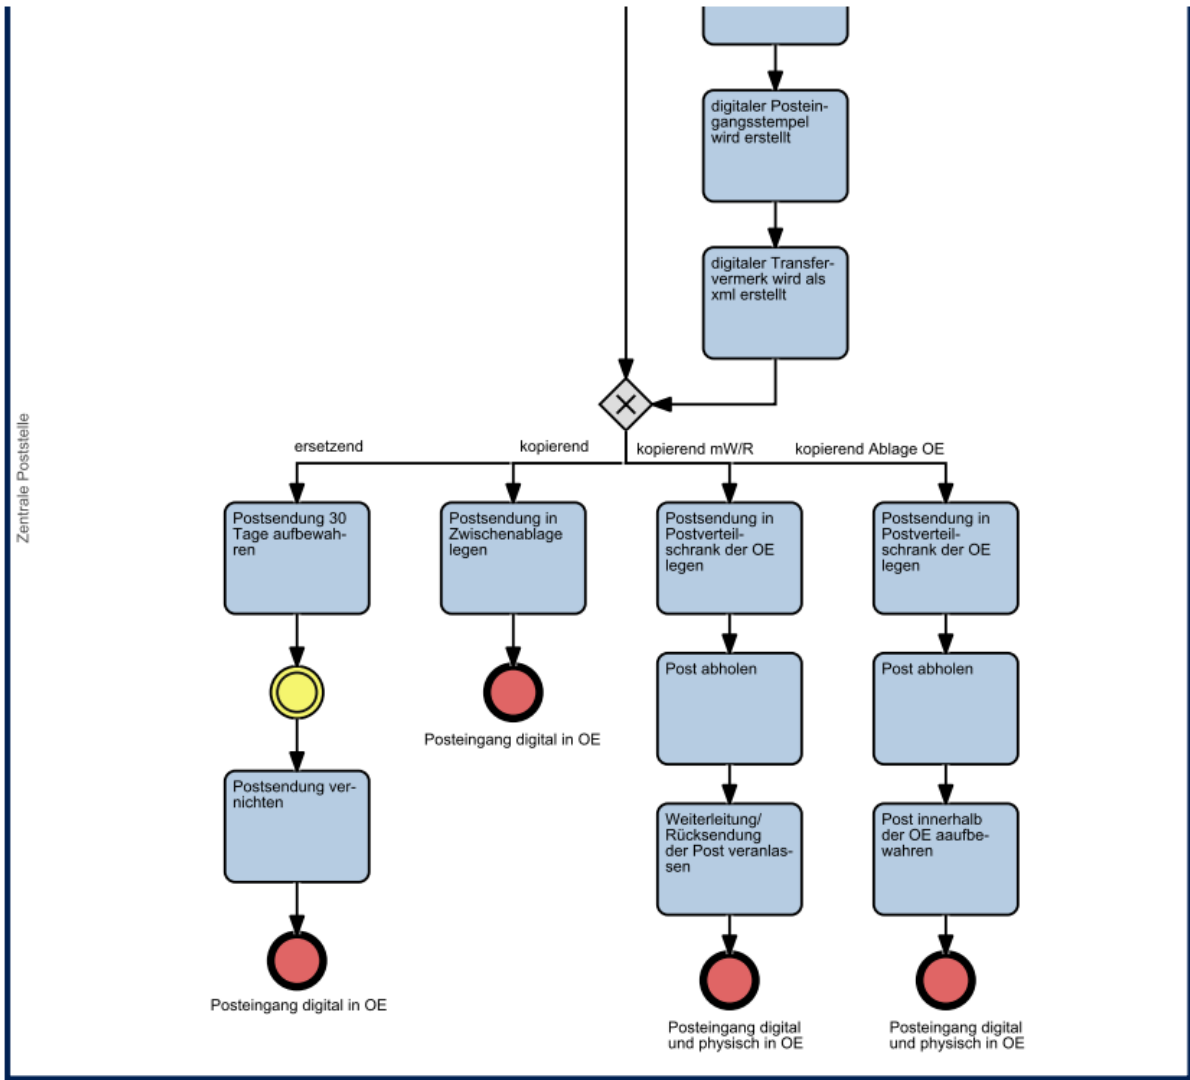 digitaler Postein-
gangsstempel
wird erstellt
digitaler Transfer-
vermerk wird als
xml erstellt
Zentrale Poststelle
ersetzend
kopierend
kopierend mW/R
kopierend Ablage OE
Postsendung 30
Tage aufbewah-
ren
Postsendung in
Zwischenablage
legen
Postsendung in
Postverteil-
schrank der OE
legen
Postsendung in
Postverteil-
schrank der OE
legen
Post abholen
Post abholen
Posteingang digital in OE
Postsendung ver-
nichten
Weiterleitung/
Rücksendung
der Post veranlas-
sen
Post innerhalb
der OE aaufbe-
wahren
Posteingang digital in OE
Posteingang digital
und physisch in OE
Posteingang digital
und physisch in OE